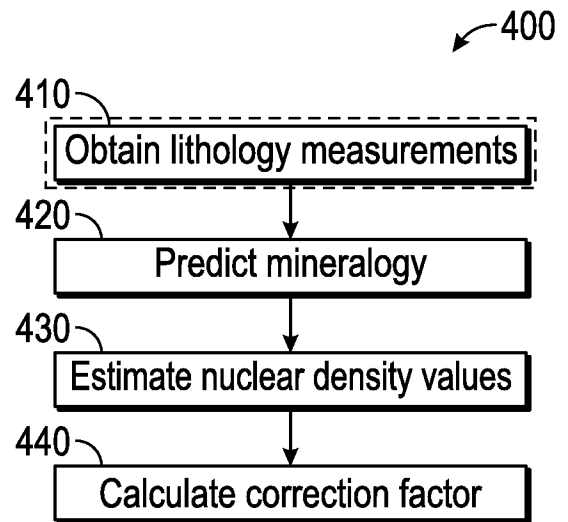 400
410
Obtain lithology measurements
420
Predict mineralogy
430
Estimate nuclear density values
440
Calculate correction factor